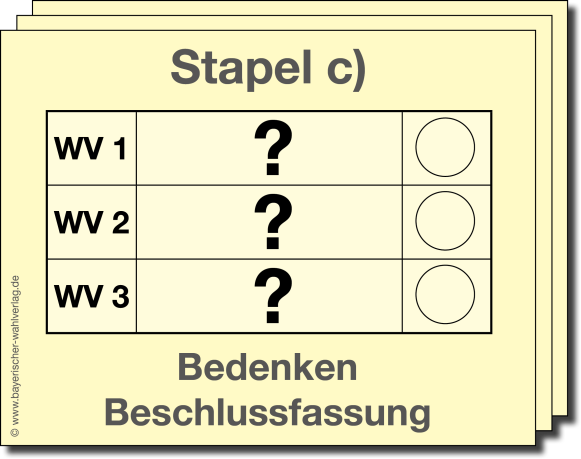 Stapel c)
WV 1 ?
WV 2 ?
WV 3 ?
Bedenken
Beschlussfassung
© www.bayerischer-wahlverlag.de